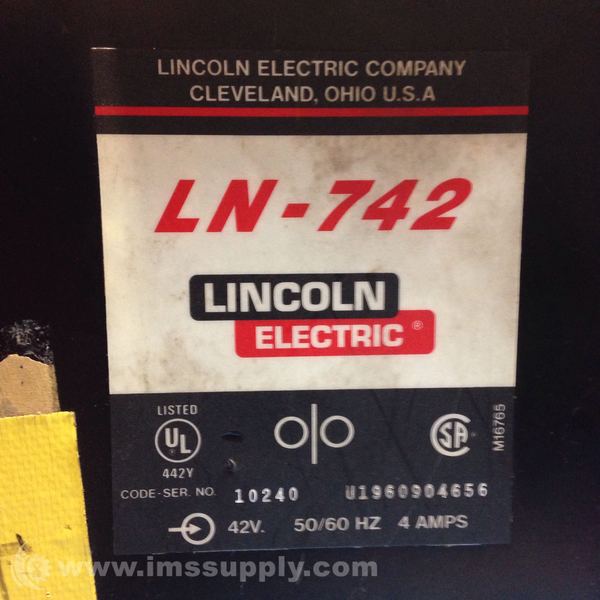 LINCOLN ELECTRIC COMPANY
CLEVELAND, OHIO U.S.A
LN-742
LINCOLN
ELECTRIC ®
LISTED
UL
442Y
SA
M16765
CODE-SER. NO. 10240 U1960904656
42V. 50/60 HZ 4 AMPS
www.imssupply.com